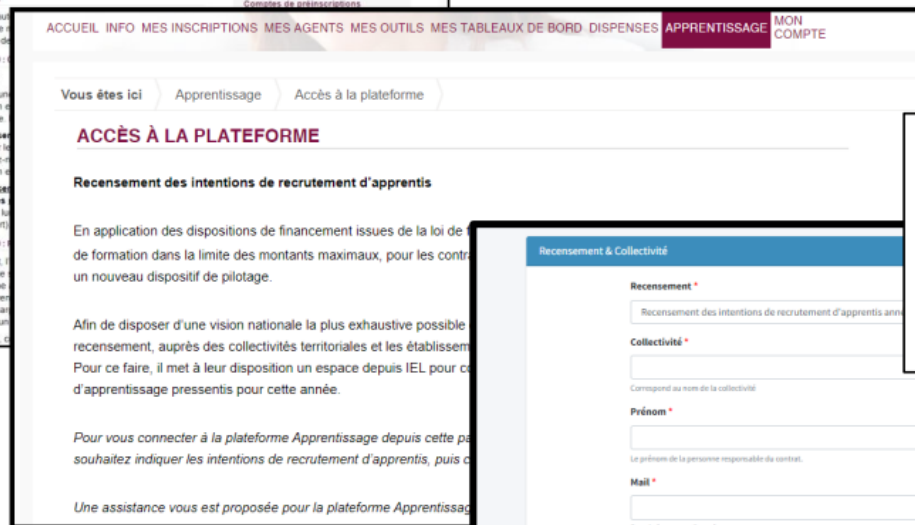 Comptes de préinscriptions
ACCUEIL INFO MES INSCRIPTIONS MES AGENTS MES OUTILS MES TABLEAUX DE BORD DISPENSES APPRENTISSAGE MON COMPTE
Vous êtes ici Apprentissage Accès à la plateforme
ACCÈS À LA PLATEFORME
Recensement des intentions de recrutement d'apprentis
En application des dispositions de financement issues de la loi de
de formation dans la limite des montants maximaux, pour les
un nouveau dispositif de pilotage.
Afin de disposer d'une vision nationale la plus exhaustive possible
recensement, auprès des collectivités territoriales et les
Pour ce faire, il met à leur disposition un espace depuis IEL pour
d'apprentissage pressentis pour cette année.
Pour vous connecter à la plateforme Apprentissage depuis cette
souhaitez indiquer les intentions de recrutement d'apprentis, puis
Une assistance vous est proposée pour la plateforme
Recensement & Collectivité
Recensement *
Recensement des intentions de recrutement d'apprentis
Collectivité *
Correspond au nom de la collectivité
Prénom *
Le prénom de la personne responsable du contrat.
Mail *